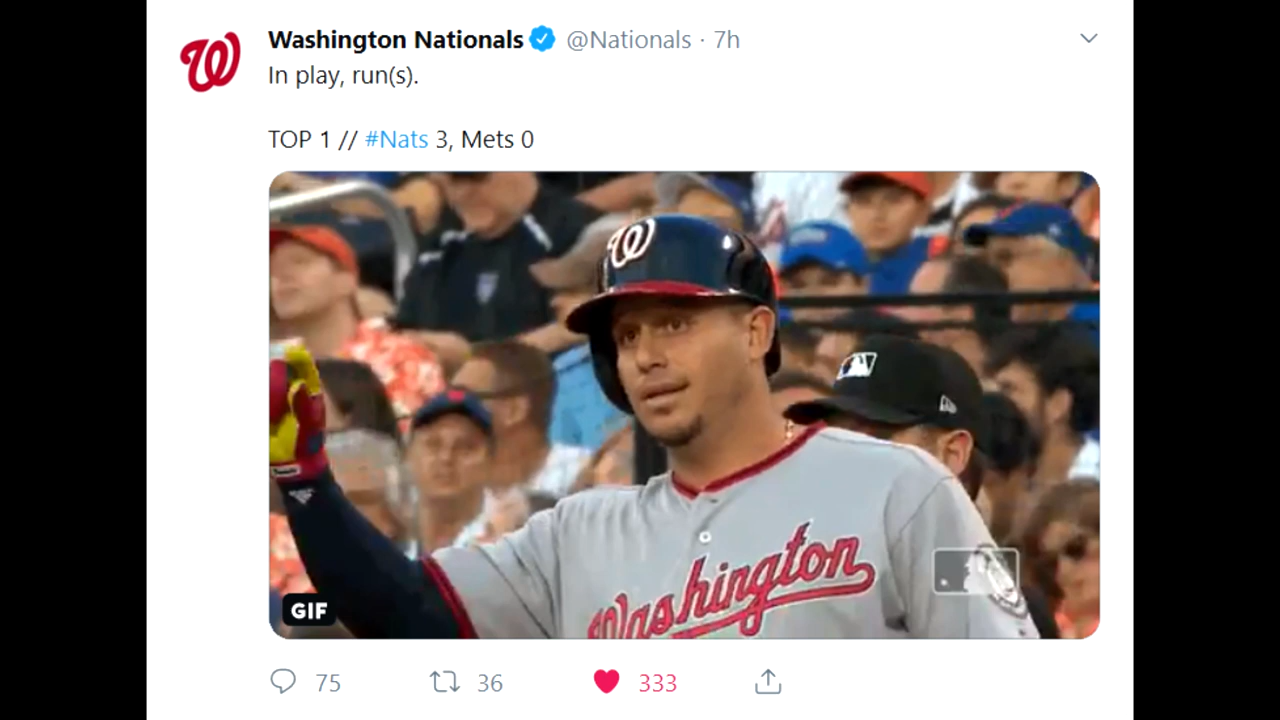 Washington Nationals @Nationals · 7h
In play, run(s).
TOP 1 // #Nats 3, Mets 0
W
Washington
GIF
75 36 333